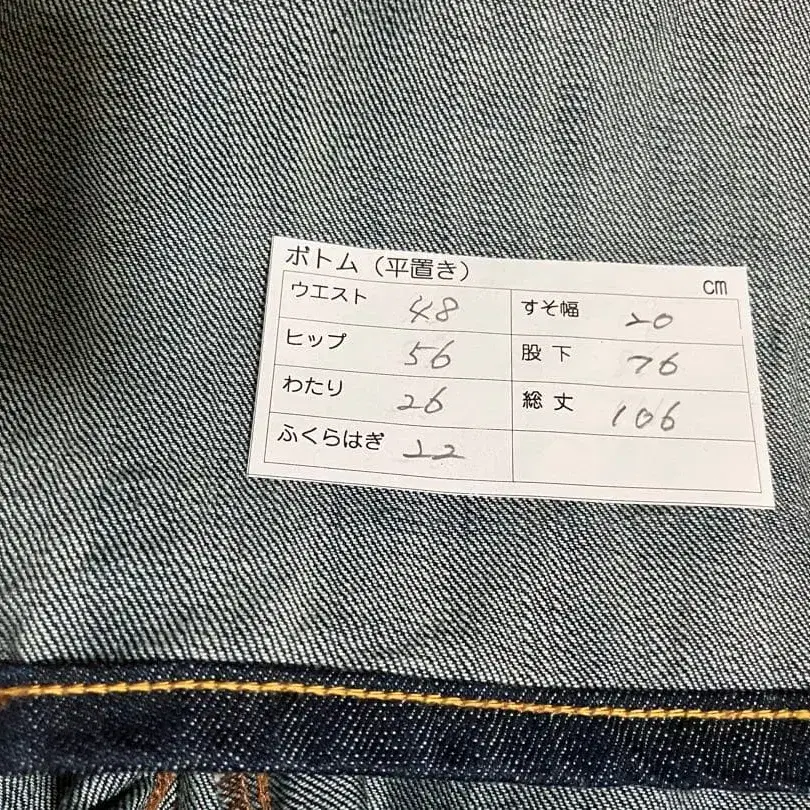 ボトム（平置き）
cm
ウエスト 48 すそ幅 20
ヒップ 56 股下 76
わたり 26 総丈 106
ふくらはぎ 22